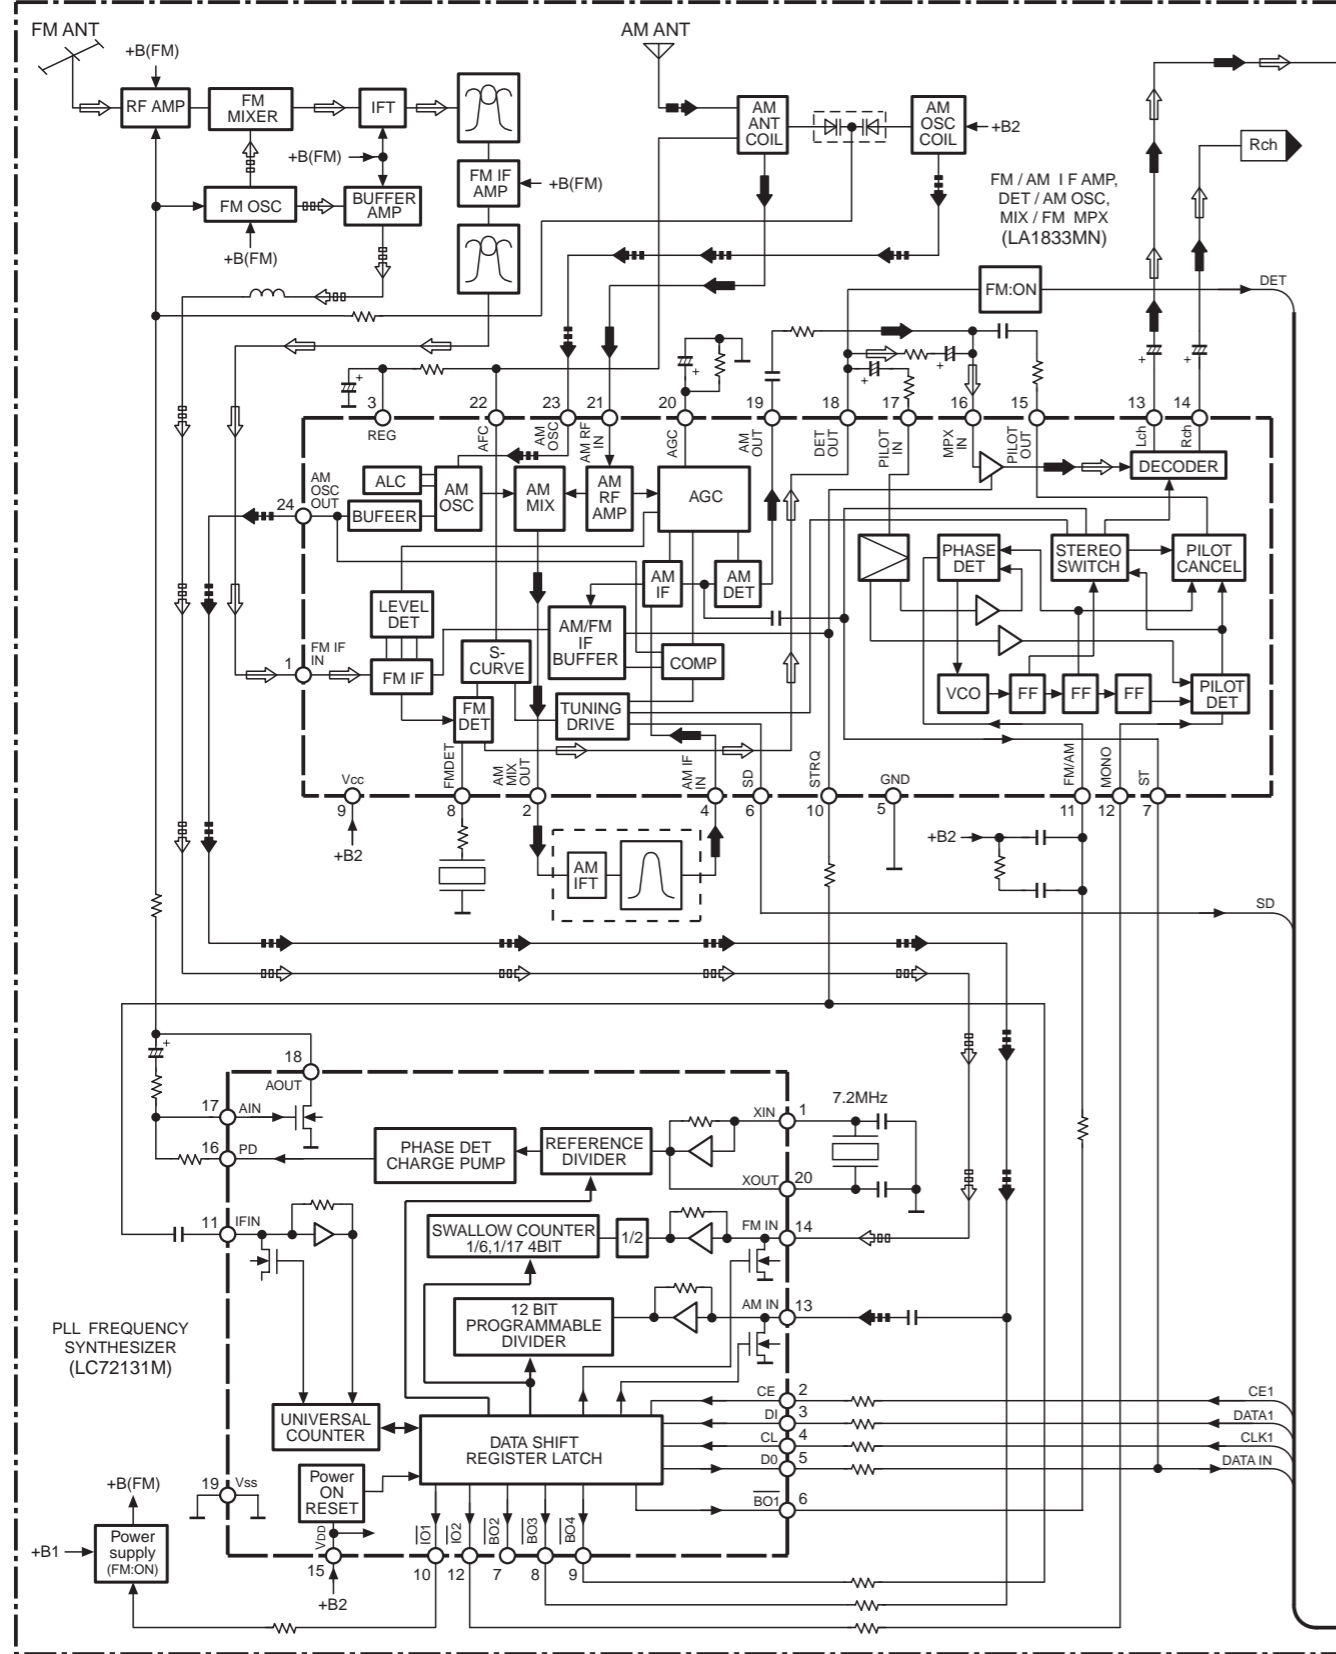 FM ANT
AM ANT
+B(FM)
RF AMP
FM
MIXER
IFT
AM
ANT
COIL
AM
OSC
COIL
+B2
Rch
+B(FM)
FM IF
AMP
+B(FM)
FM OSC
BUFFER
AMP
+B(FM)
FM / AM I F AMP,
DET / AM OSC,
MIX / FM MPX
(LA1833MN)
FM:ON
DET
+
+
+
+
+
+
3
22
23
21
20
19
18
17
16
15
13
14
REG
AFC
AM
OSC
AM RF
IN
AGC
AM
OUT
DET
OUT
PILOT
IN
MPX
IN
PILOT
OUT
Lch
Rch
24
AM
OSC
OUT
ALC
BUFEER
AM
OSC
AM
MIX
AM
RF
AMP
AGC
DECODER
LEVEL
DET
AM
IF
AM
DET
PHASE
DET
STEREO
SWITCH
PILOT
CANCEL
1
FM IF
IN
FM IF
S-
CURVE
AM/FM
IF
BUFFER
COMP
FM
DET
TUNING
DRIVE
VCO
FF
FF
FF
PILOT
DET
Vcc
FMDET
AM
MIX
OUT
AM IF
IN
SD
STRQ
GND
FM/AM
MONO
ST
9
8
2
4
6
10
5
11
12
7
+B2
AM
IFT
+B2
SD
18
AOUT
+
17
AIN
16
PD
PHASE DET
CHARGE PUMP
REFERENCE
DIVIDER
XIN
1
7.2MHz
XOUT
20
11
IFIN
SWALLOW COUNTER
1/6,1/17 4BIT
1/2
FM IN
14
12 BIT
PROGRAMMABLE
DIVIDER
AM IN
13
PLL FREQUENCY
SYNTHESIZER
(LC72131M)
UNIVERSAL
COUNTER
DATA SHIFT
REGISTER LATCH
CE
2
CE1
DI
3
DATA1
CL
4
CLK1
D0
5
DATA IN
BO1
6
19
Vss
Power
ON
RESET
+B(FM)
+B1
Power
supply
(FM:ON)
VDD
IO1
IO2
BO2
BO3
BO4
15
10
12
7
8
9
+B2